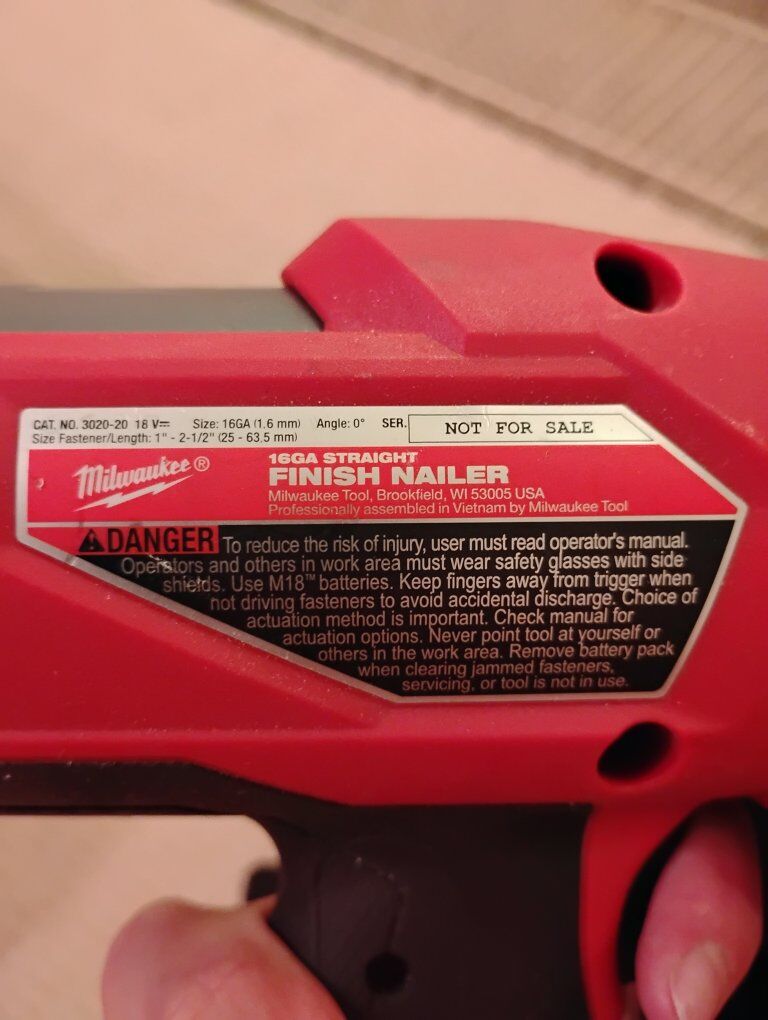 CAT. NO. 3020-20 18 V⎓ Size: 16GA (1.6 mm) Angle: 0° SER. NOT FOR SALE
Size Fastener/Length: 1" - 2-1/2" (25 - 63.5 mm)
Milwaukee®
16GA STRAIGHT
FINISH NAILER
Milwaukee Tool, Brookfield, WI 53005 USA
Professionally assembled in Vietnam by Milwaukee Tool
DANGER To reduce the risk of injury, user must read operator's manual.
Operators and others in work area must wear safety glasses with side
shields. Use M18™ batteries. Keep fingers away from trigger when
not driving fasteners to avoid accidental discharge. Choice of
actuation method is important. Check manual for
actuation options. Never point tool at yourself or
others in the work area. Remove battery pack
when clearing jammed fasteners,
servicing, or tool is not in use.